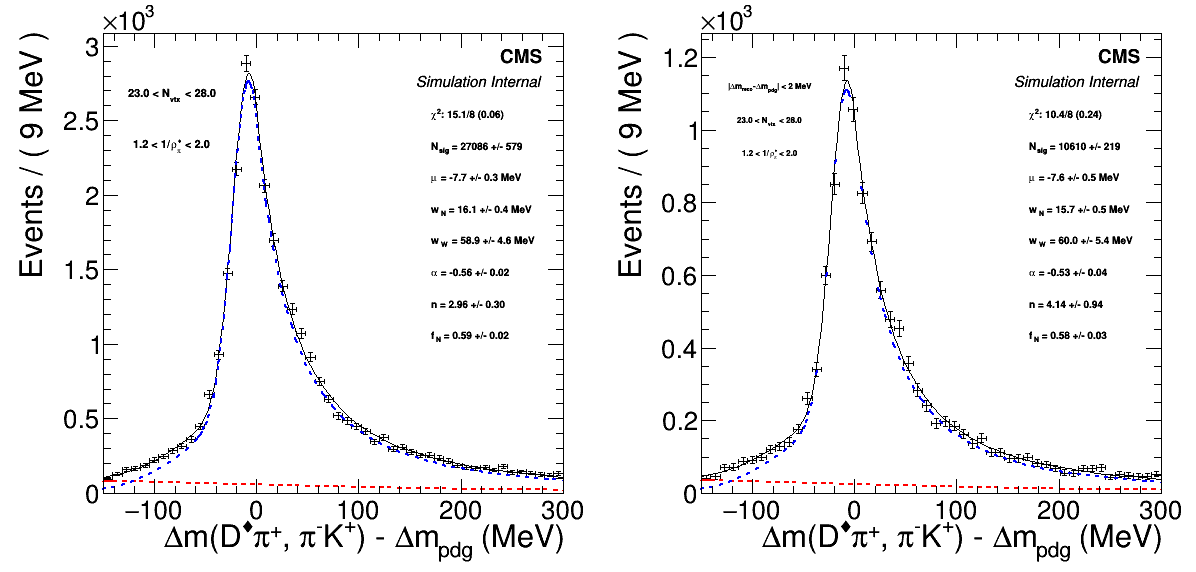 ×10³
Events / ( 9 MeV )
3
2.5
2
1.5
1
0.5
0
−100 0 100 200 300
Δm(D♦π⁺, π⁻K⁺) - Δm_pdg (MeV)
CMS
Simulation Internal
23.0 < N_vtx < 28.0
χ²: 15.1/8 (0.06)
1.2 < 1/ρ_π^♦ < 2.0
N_sig = 27086 +/- 579
μ = -7.7 +/- 0.3 MeV
w_N = 16.1 +/- 0.4 MeV
w_W = 58.9 +/- 4.6 MeV
α = -0.56 +/- 0.02
n = 2.96 +/- 0.30
f_N = 0.59 +/- 0.02
×10³
Events / ( 9 MeV )
1.2
1
0.8
0.6
0.4
0.2
0
−100 0 100 200 300
Δm(D♦π⁺, π⁻K⁺) - Δm_pdg (MeV)
CMS
Simulation Internal
|Δm_reco-Δm_pdg| < 2 MeV
23.0 < N_vtx < 28.0
1.2 < 1/ρ_π^♦ < 2.0
χ²: 10.4/8 (0.24)
N_sig = 10610 +/- 219
μ = -7.6 +/- 0.5 MeV
w_N = 15.7 +/- 0.5 MeV
w_W = 60.0 +/- 5.4 MeV
α = -0.53 +/- 0.04
n = 4.14 +/- 0.94
f_N = 0.58 +/- 0.03